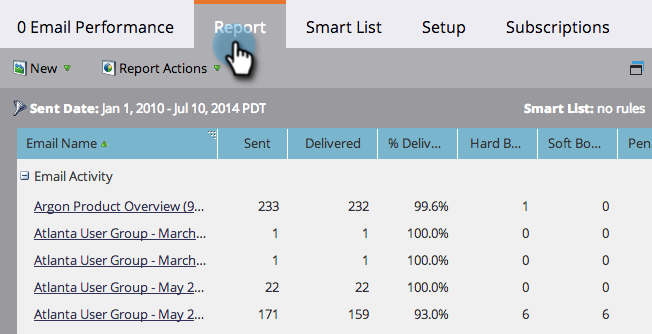 0 Email Performance Report Smart List Setup Subscriptions
New Report Actions
Sent Date: Jan 1, 2010 - Jul 10, 2014 PDT Smart List: no rules
Email Name Sent Delivered % Deliv... Hard B... Soft Bo... Pen
Email Activity
Argon Product Overview (9... 233 232 99.6% 1 0
Atlanta User Group - March... 1 1 100.0% 0 0
Atlanta User Group - March... 1 1 100.0% 0 0
Atlanta User Group - May 2... 22 22 100.0% 0 0
Atlanta User Group - May 2... 171 159 93.0% 6 6